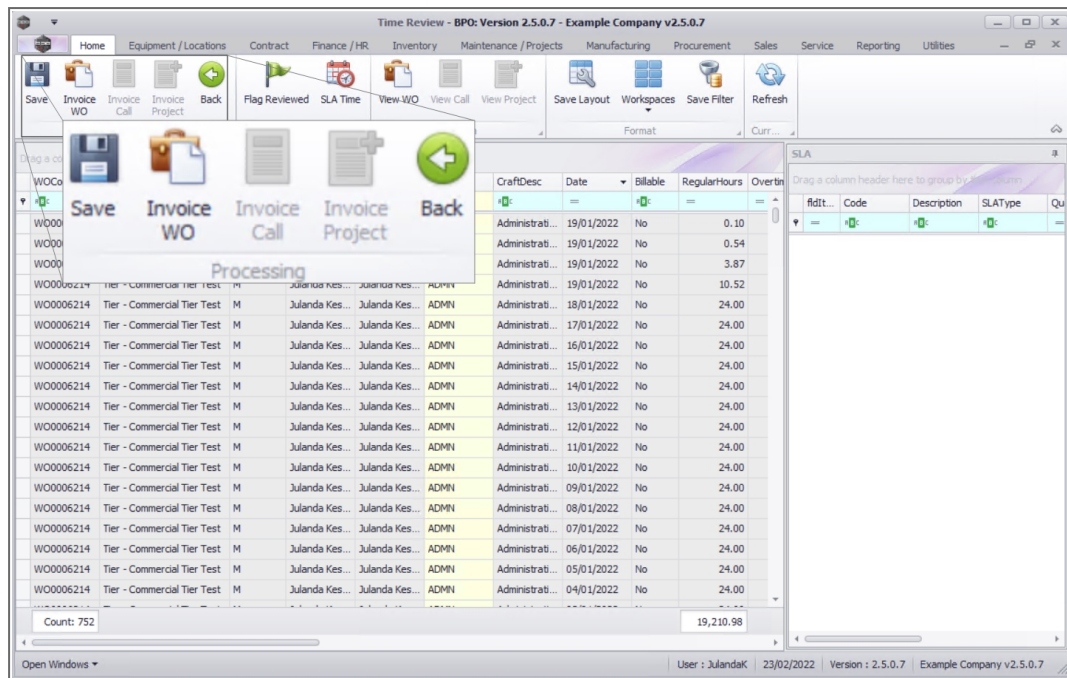 Time Review - BPO: Version 2.5.0.7 - Example Company v2.5.0.7
Home Equipment / Locations Contract Finance / HR Inventory Maintenance / Projects Manufacturing Procurement Sales Service Reporting Utilities
Save Invoice WO Invoice Call Invoice Project Back Flag Reviewed SLA Time View WO View Call View Project Save Layout Workspaces Save Filter Refresh
Format Curr...
Save Invoice WO Invoice Call Invoice Project Back
Processing
SLA
Drag a column header here to group by that column
CraftDesc Date Billable RegularHours Overtin
fldIt... Code Description SLAType Qu
Administrati... 19/01/2022 No 0.10
Administrati... 19/01/2022 No 0.54
Administrati... 19/01/2022 No 3.87
WO0006214 Tier - Commercial Tier Test M Julanda Kes... Julanda Kes... ADMN Administrati... 19/01/2022 No 10.52
WO0006214 Tier - Commercial Tier Test M Julanda Kes... Julanda Kes... ADMN Administrati... 18/01/2022 No 24.00
WO0006214 Tier - Commercial Tier Test M Julanda Kes... Julanda Kes... ADMN Administrati... 17/01/2022 No 24.00
WO0006214 Tier - Commercial Tier Test M Julanda Kes... Julanda Kes... ADMN Administrati... 16/01/2022 No 24.00
WO0006214 Tier - Commercial Tier Test M Julanda Kes... Julanda Kes... ADMN Administrati... 15/01/2022 No 24.00
WO0006214 Tier - Commercial Tier Test M Julanda Kes... Julanda Kes... ADMN Administrati... 14/01/2022 No 24.00
WO0006214 Tier - Commercial Tier Test M Julanda Kes... Julanda Kes... ADMN Administrati... 13/01/2022 No 24.00
WO0006214 Tier - Commercial Tier Test M Julanda Kes... Julanda Kes... ADMN Administrati... 12/01/2022 No 24.00
WO0006214 Tier - Commercial Tier Test M Julanda Kes... Julanda Kes... ADMN Administrati... 11/01/2022 No 24.00
WO0006214 Tier - Commercial Tier Test M Julanda Kes... Julanda Kes... ADMN Administrati... 10/01/2022 No 24.00
WO0006214 Tier - Commercial Tier Test M Julanda Kes... Julanda Kes... ADMN Administrati... 09/01/2022 No 24.00
WO0006214 Tier - Commercial Tier Test M Julanda Kes... Julanda Kes... ADMN Administrati... 08/01/2022 No 24.00
WO0006214 Tier - Commercial Tier Test M Julanda Kes... Julanda Kes... ADMN Administrati... 07/01/2022 No 24.00
WO0006214 Tier - Commercial Tier Test M Julanda Kes... Julanda Kes... ADMN Administrati... 06/01/2022 No 24.00
WO0006214 Tier - Commercial Tier Test M Julanda Kes... Julanda Kes... ADMN Administrati... 05/01/2022 No 24.00
WO0006214 Tier - Commercial Tier Test M Julanda Kes... Julanda Kes... ADMN Administrati... 04/01/2022 No 24.00
Count: 752 19,210.98
Open Windows User : JulandaK 23/02/2022 Version : 2.5.0.7 Example Company v2.5.0.7